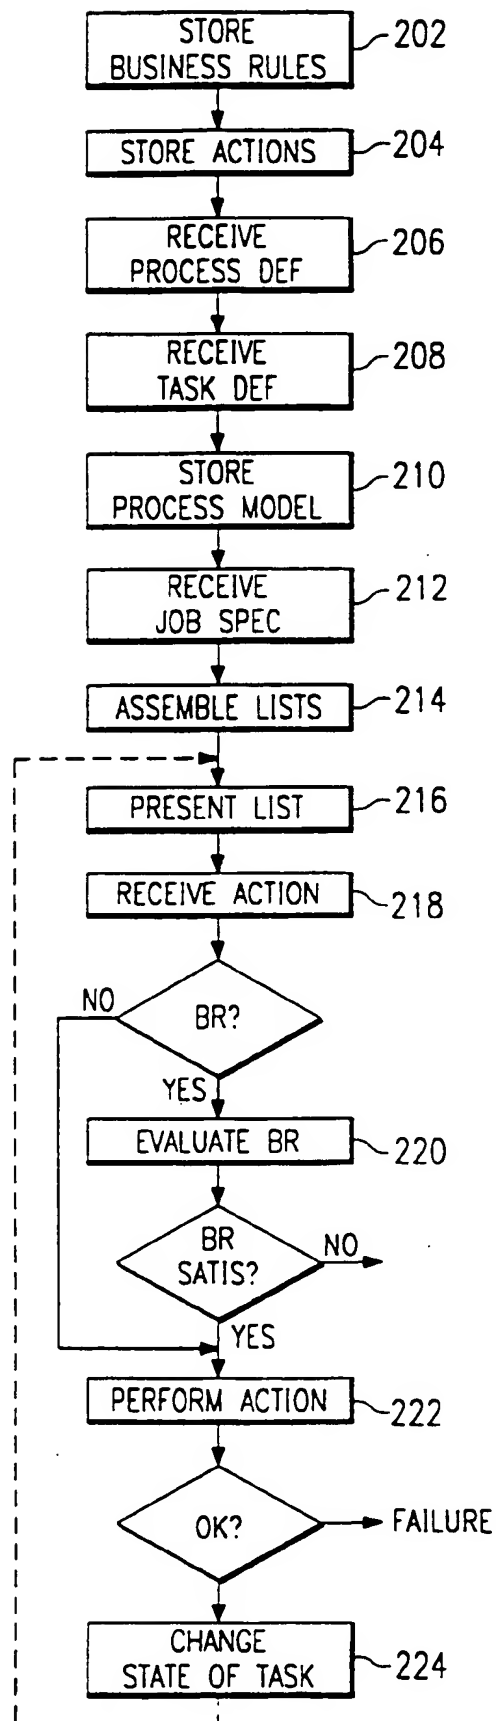 STORE
BUSINESS RULES
202
STORE ACTIONS
204
RECEIVE
PROCESS DEF
206
RECEIVE
TASK DEF
208
STORE
PROCESS MODEL
210
RECEIVE
JOB SPEC
212
ASSEMBLE LISTS
214
PRESENT LIST
216
RECEIVE ACTION
218
NO
BR?
YES
EVALUATE BR
220
BR
SATIS?
NO
YES
PERFORM ACTION
222
OK?
FAILURE
CHANGE
STATE OF TASK
224